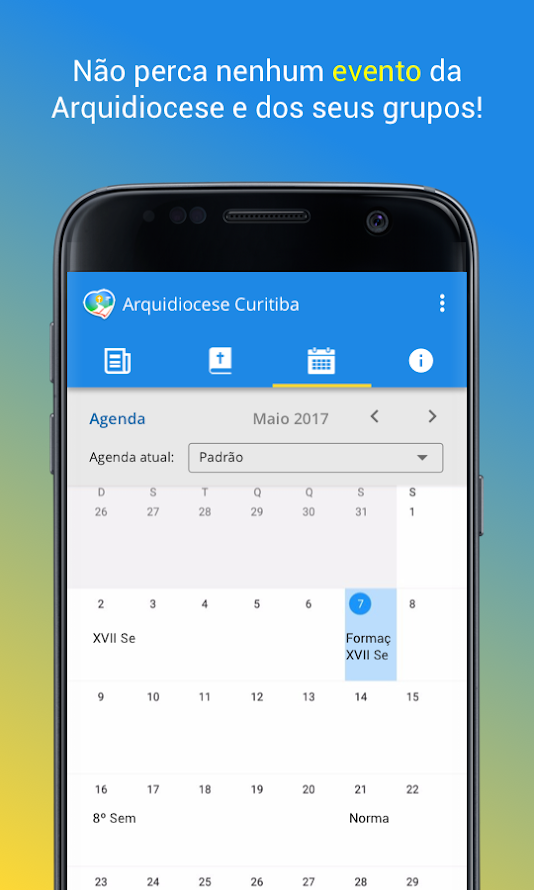 Não perca nenhum evento da
Arquidiocese e dos seus grupos!
Arquidiocese Curitiba
Agenda Maio 2017
Agenda atual: Padrão
D S T Q Q S S
26 27 28 29 30 31 1
2 3 4 5 6 7 8
XVII Se Formaç
XVII Se
9 10 11 12 13 14 15
16 17 18 19 20 21 22
8º Sem Norma
23 24 25 26 27 28 29